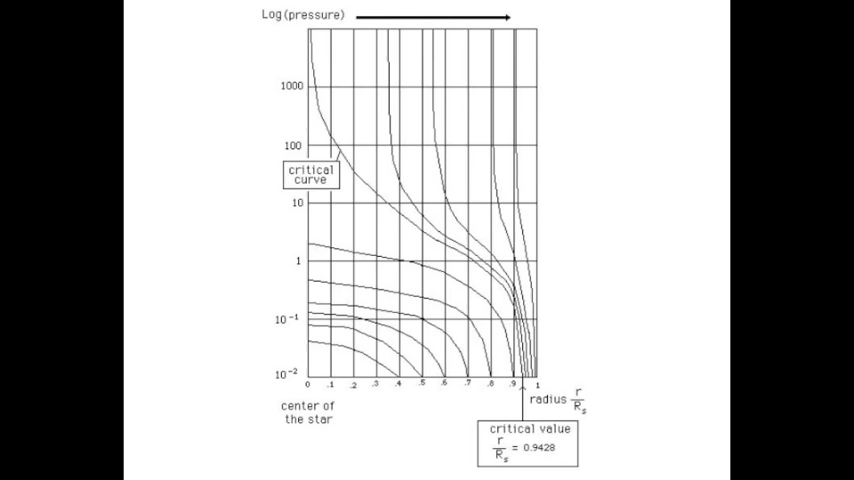 Log(pressure)
1000
critical
curve
100
10
1
10-1
10-2
0 .1 .2 .3 .4 .5 .6 .7 .8 .9 1
center of
the star
radius r/Rs
critical value
r/Rs = 0.9428